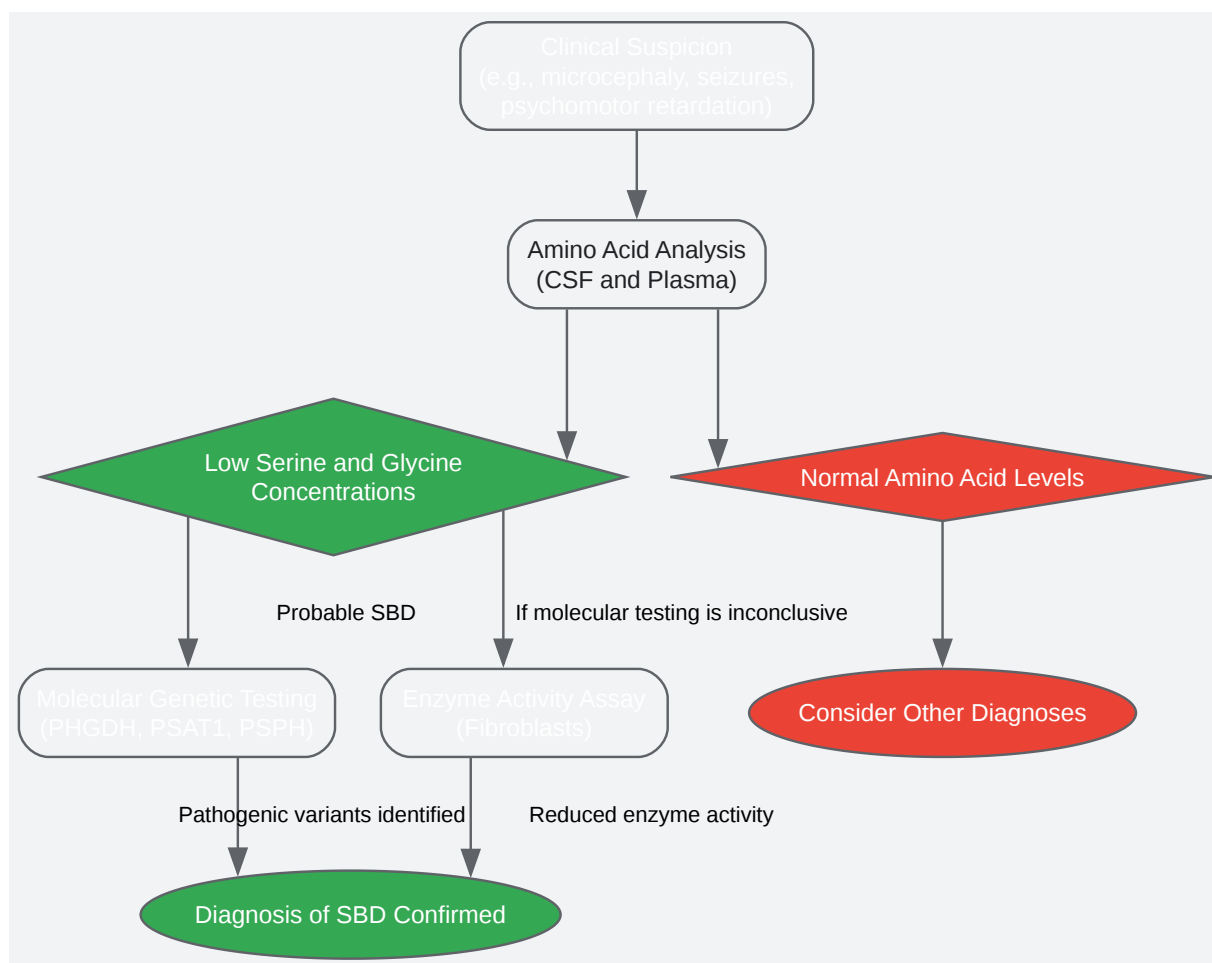 Clinical Suspicion
(e.g., microcephaly, seizures,
psychomotor retardation)
Amino Acid Analysis
(CSF and Plasma)
Low Serine and Glycine
Concentrations
Normal Amino Acid Levels
Probable SBD
If molecular testing is inconclusive
Molecular Genetic Testing
(PHGDH, PSAT1, PSPH)
Enzyme Activity Assay
(Fibroblasts)
Consider Other Diagnoses
Pathogenic variants identified
Reduced enzyme activity
Diagnosis of SBD Confirmed